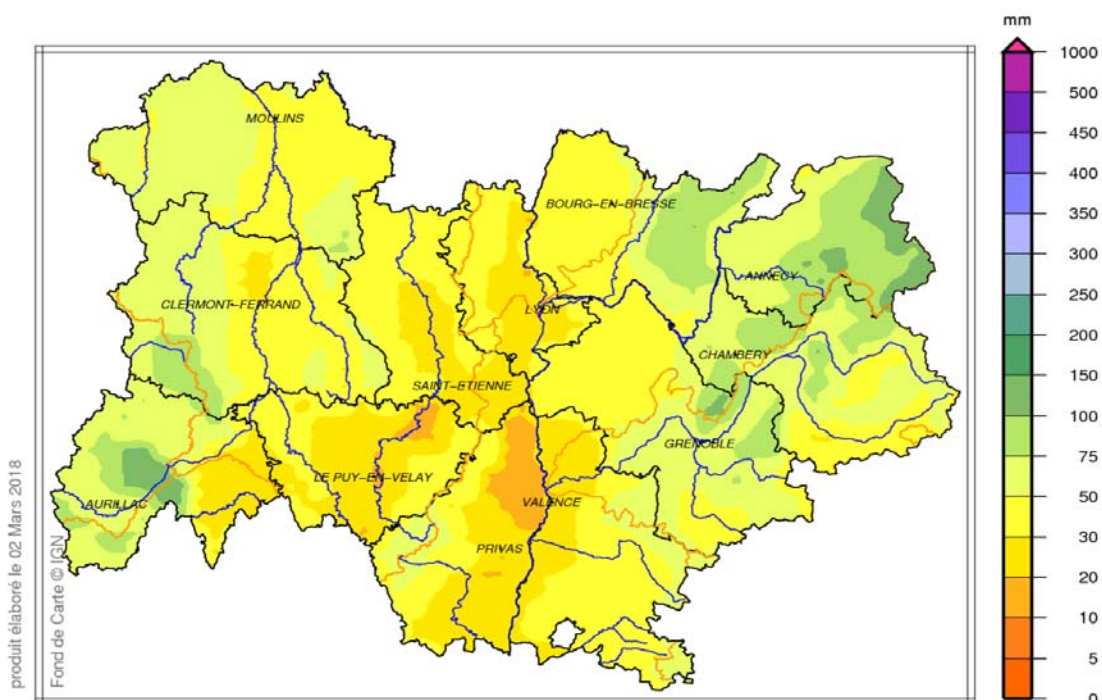 mm
1000
500
450
400
350
300
250
200
150
100
75
50
30
20
10
5
0
MOULINS
BOURG-EN-BRESSE
ANNECY
CLERMONT-FERRAND
LYON
CHAMBERY
SAINT-ETIENNE
GRENOBLE
LE PUY-EN-VELAY
AURILLAC
VALENCE
PRIVAS
produit élaboré le 02 Mars 2018
Fond de Carte © IGN